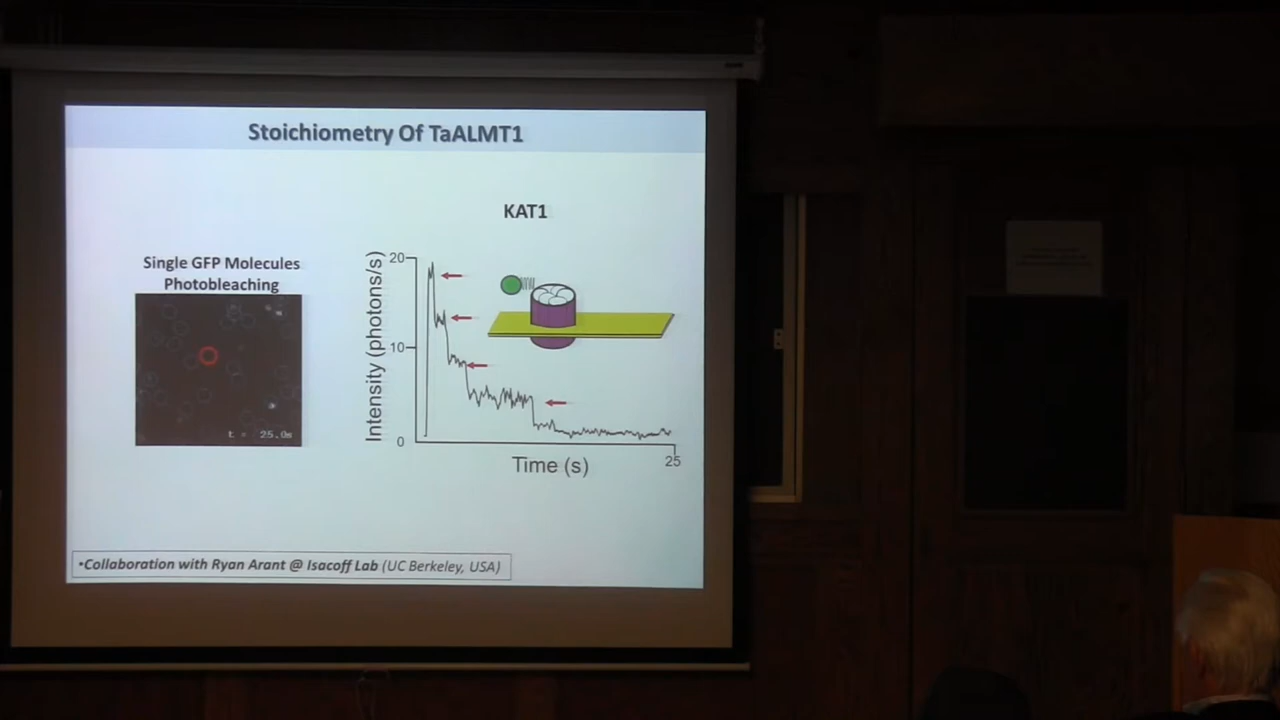 Stoichiometry Of TaALMT1
KAT1
Single GFP Molecules
Photobleaching
t = 25.0s
Intensity (photons/s)
20
10
0
Time (s)
25
•Collaboration with Ryan Arant @ Isacoff Lab (UC Berkeley, USA)